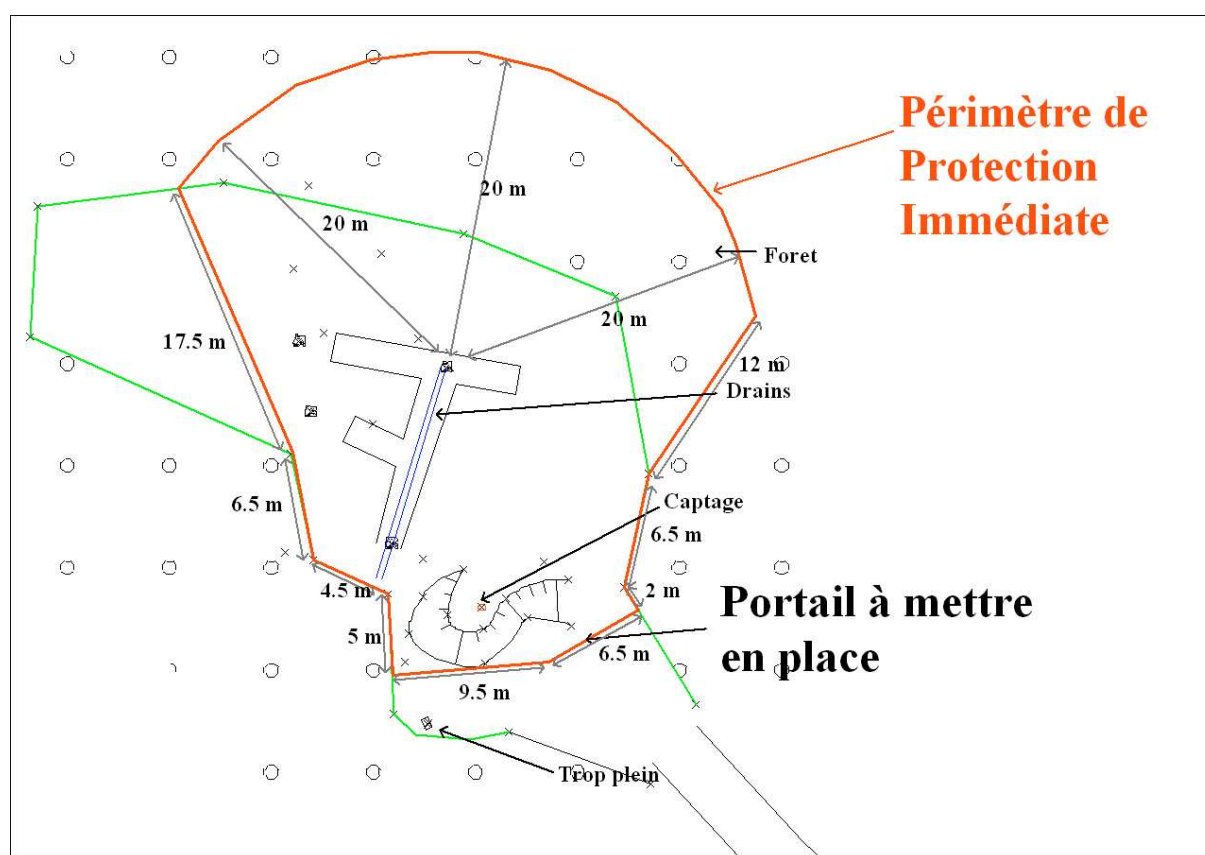 Périmètre de
Protection
Immédiate
20 m
20 m
Foret
20 m
17.5 m
12 m
Drains
6.5 m
Captage
6.5 m
4.5 m
2 m
Portail à mettre
en place
5 m
6.5 m
9.5 m
Trop plein